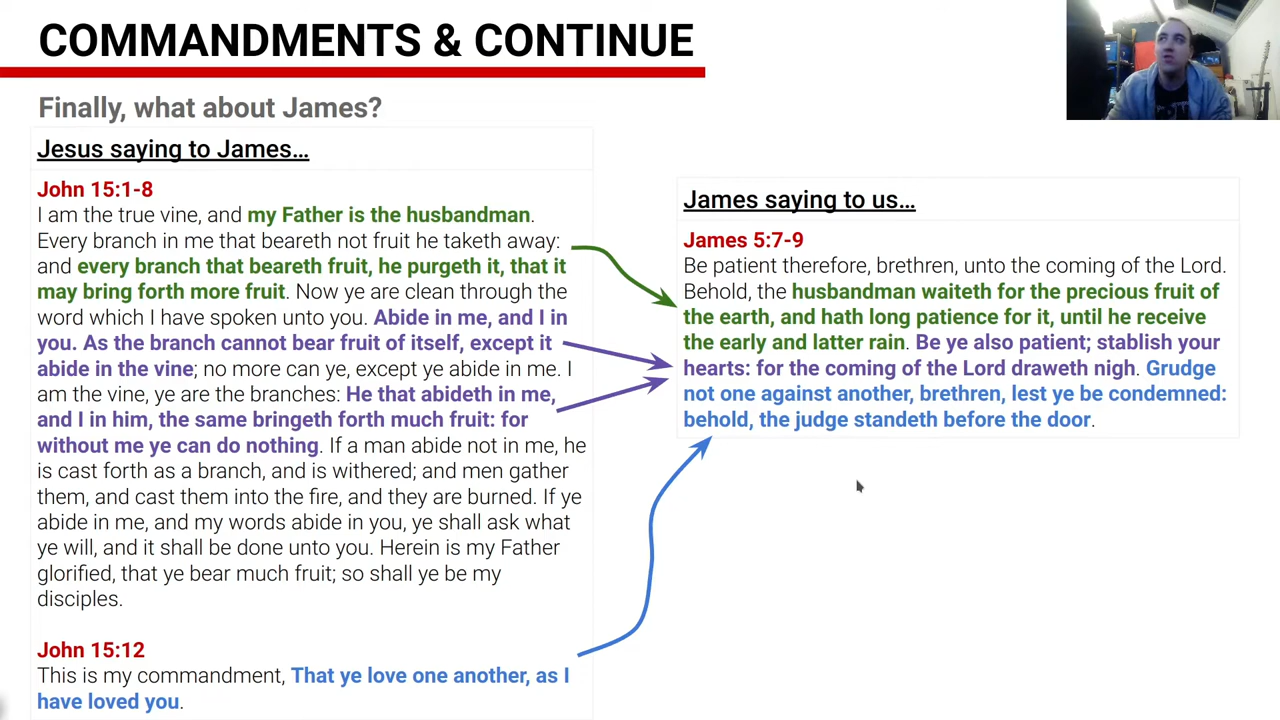 COMMANDMENTS & CONTINUE
Finally, what about James?
Jesus saying to James…
John 15:1-8
I am the true vine, and my Father is the husbandman.
Every branch in me that beareth not fruit he taketh away:
and every branch that beareth fruit, he purgeth it, that it
may bring forth more fruit. Now ye are clean through the
word which I have spoken unto you. Abide in me, and I in
you. As the branch cannot bear fruit of itself, except it
abide in the vine; no more can ye, except ye abide in me. I
am the vine, ye are the branches: He that abideth in me,
and I in him, the same bringeth forth much fruit: for
without me ye can do nothing. If a man abide not in me, he
is cast forth as a branch, and is withered; and men gather
them, and cast them into the fire, and they are burned. If ye
abide in me, and my words abide in you, ye shall ask what
ye will, and it shall be done unto you. Herein is my Father
glorified, that ye bear much fruit; so shall ye be my
disciples.
John 15:12
This is my commandment, That ye love one another, as I
have loved you.
James saying to us…
James 5:7-9
Be patient therefore, brethren, unto the coming of the Lord.
Behold, the husbandman waiteth for the precious fruit of
the earth, and hath long patience for it, until he receive
the early and latter rain. Be ye also patient; stablish your
hearts: for the coming of the Lord draweth nigh. Grudge
not one against another, brethren, lest ye be condemned:
behold, the judge standeth before the door.